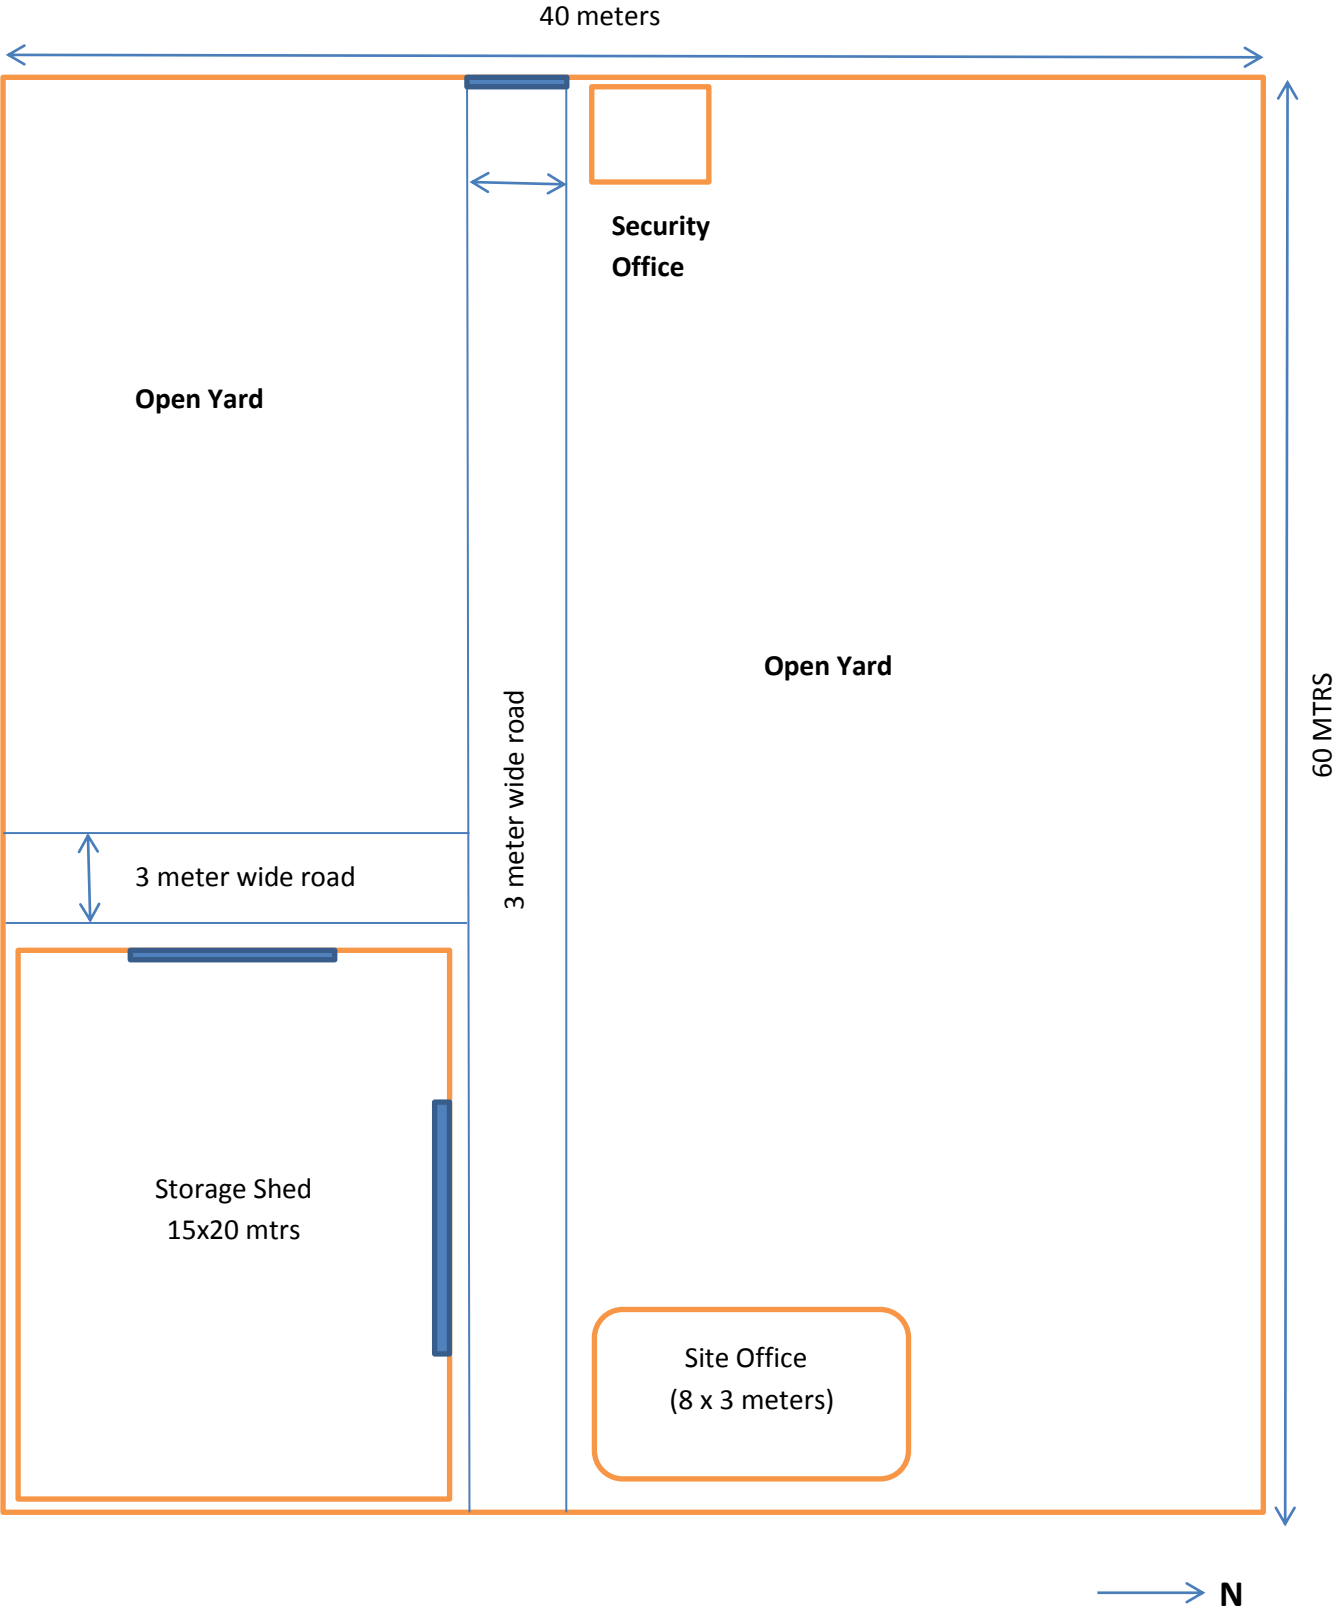 40 meters
Security
Office
Open Yard
Open Yard
60 MTRS
3 meter wide road
3 meter wide road
Storage Shed
15x20 mtrs
Site Office
(8 x 3 meters)
N